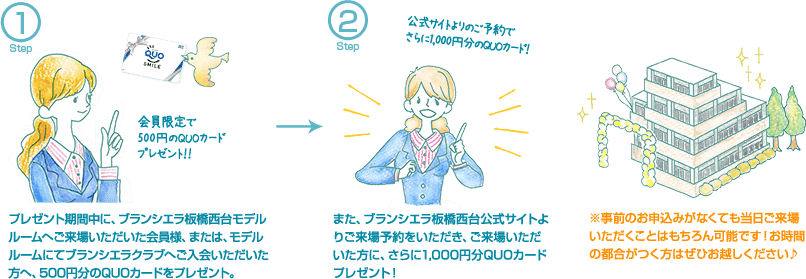 1
Step
QUO
SMILE
会員限定で
500円のQUOカード
プレゼント!!
プレゼント期間中に、ブランシエラ板橋西台モデル
ルームへご来場いただいた会員様、または、モデル
ルームにてブランシエラクラブへご入会いただいた
方へ、500円分のQUOカードをプレゼント。
2
Step
公式サイトよりのご予約で
さらに1,000円分のQUOカード!
また、ブランシエラ板橋西台公式サイトよ
りご来場予約をいただき、ご来場いただ
いた方に、さらに1,000円分QUOカード
プレゼント！
※事前のお申込みがなくても当日ご来場
いただくことはもちろん可能です！お時間
の都合がつく方はぜひお越しください♪